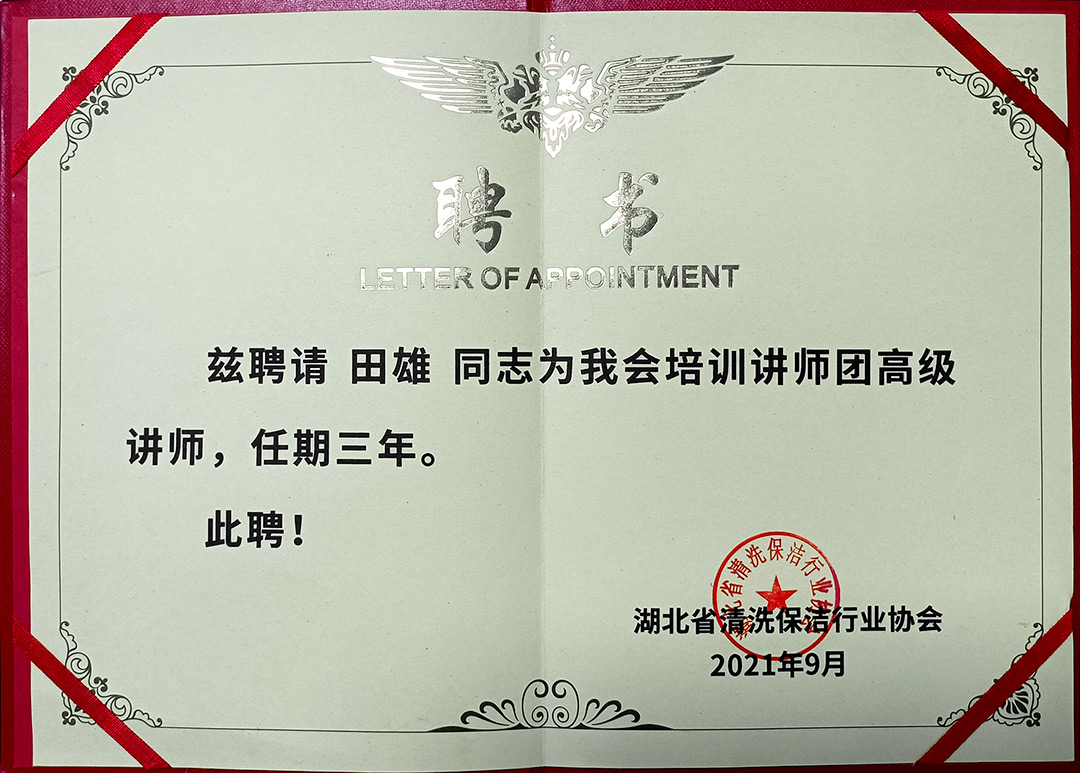 聘 书
LETTER OF APPOINTMENT
兹聘请 田雄 同志为我会培训讲师团高级
讲师，任期三年。
此聘！
湖北省清洗保洁行业协会
2021年9月
湖北省清洗保洁行业协会